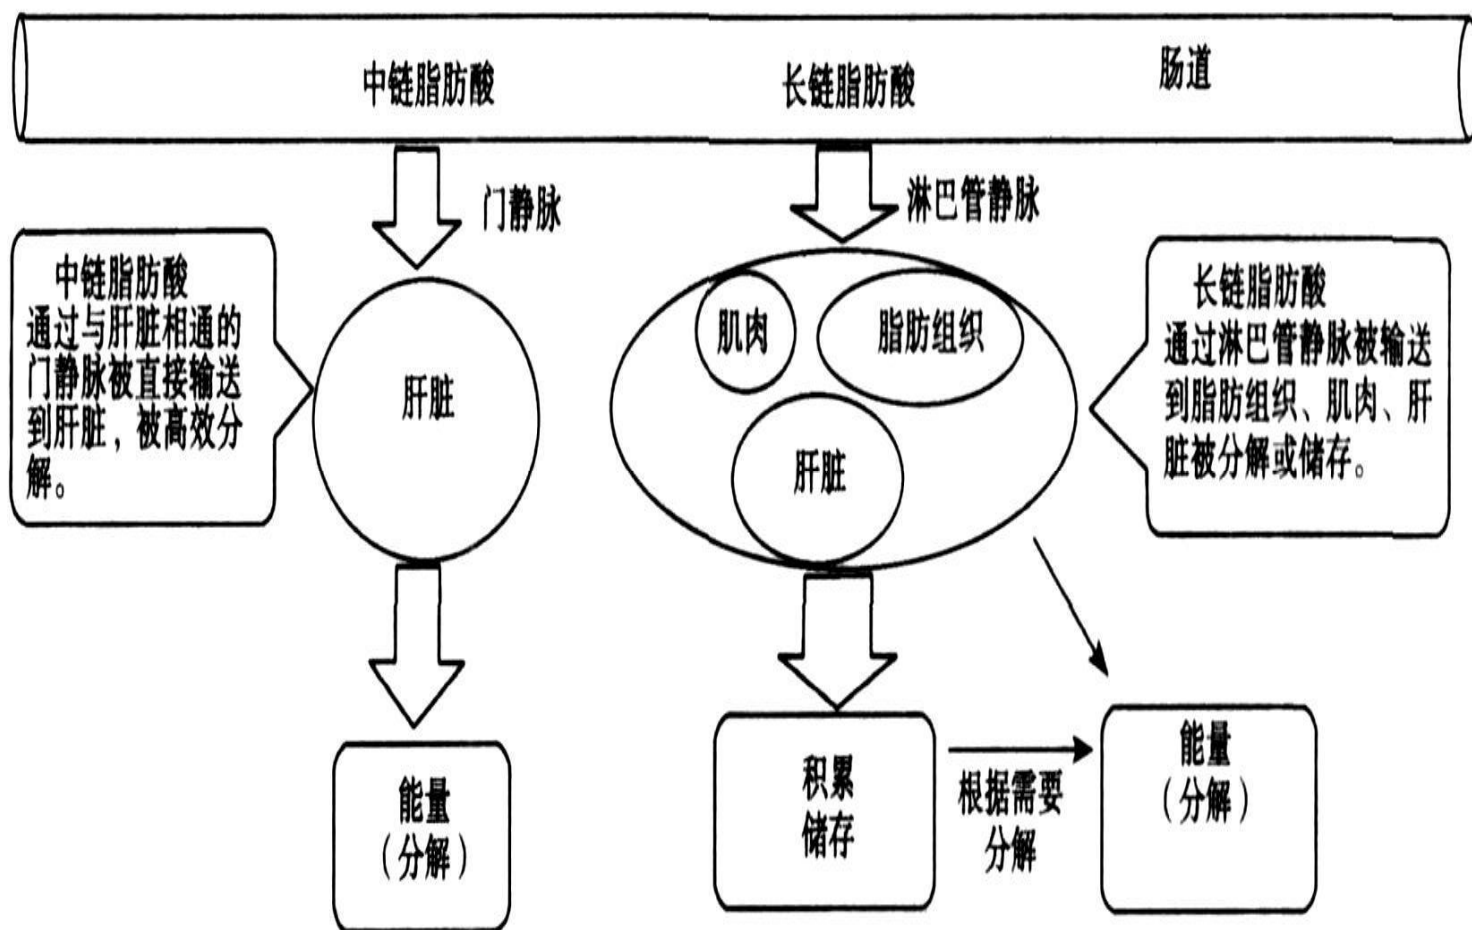 中链脂肪酸
长链脂肪酸
肠道
门静脉
淋巴管静脉
中链脂肪酸
通过与肝脏相通的
门静脉被直接输送
到肝脏，被高效分
解。
肝脏
肌肉
脂肪组织
肝脏
长链脂肪酸
通过淋巴管静脉被输送
到脂肪组织、肌肉、肝
脏被分解或储存。
能量
（分解）
积累
储存
根据需要
分解
能量
（分解）